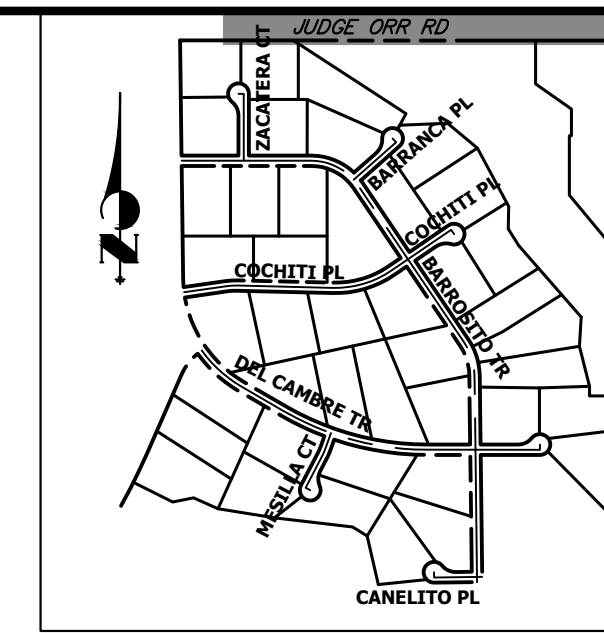 JUDGE ORR RD
ZACATERA CT
BARRANCA PL
COCHITI PL
COCHITI PL
BARROSITO TR
DEL CAMBRE TR
MESILLA CT
CANELITO PL
N